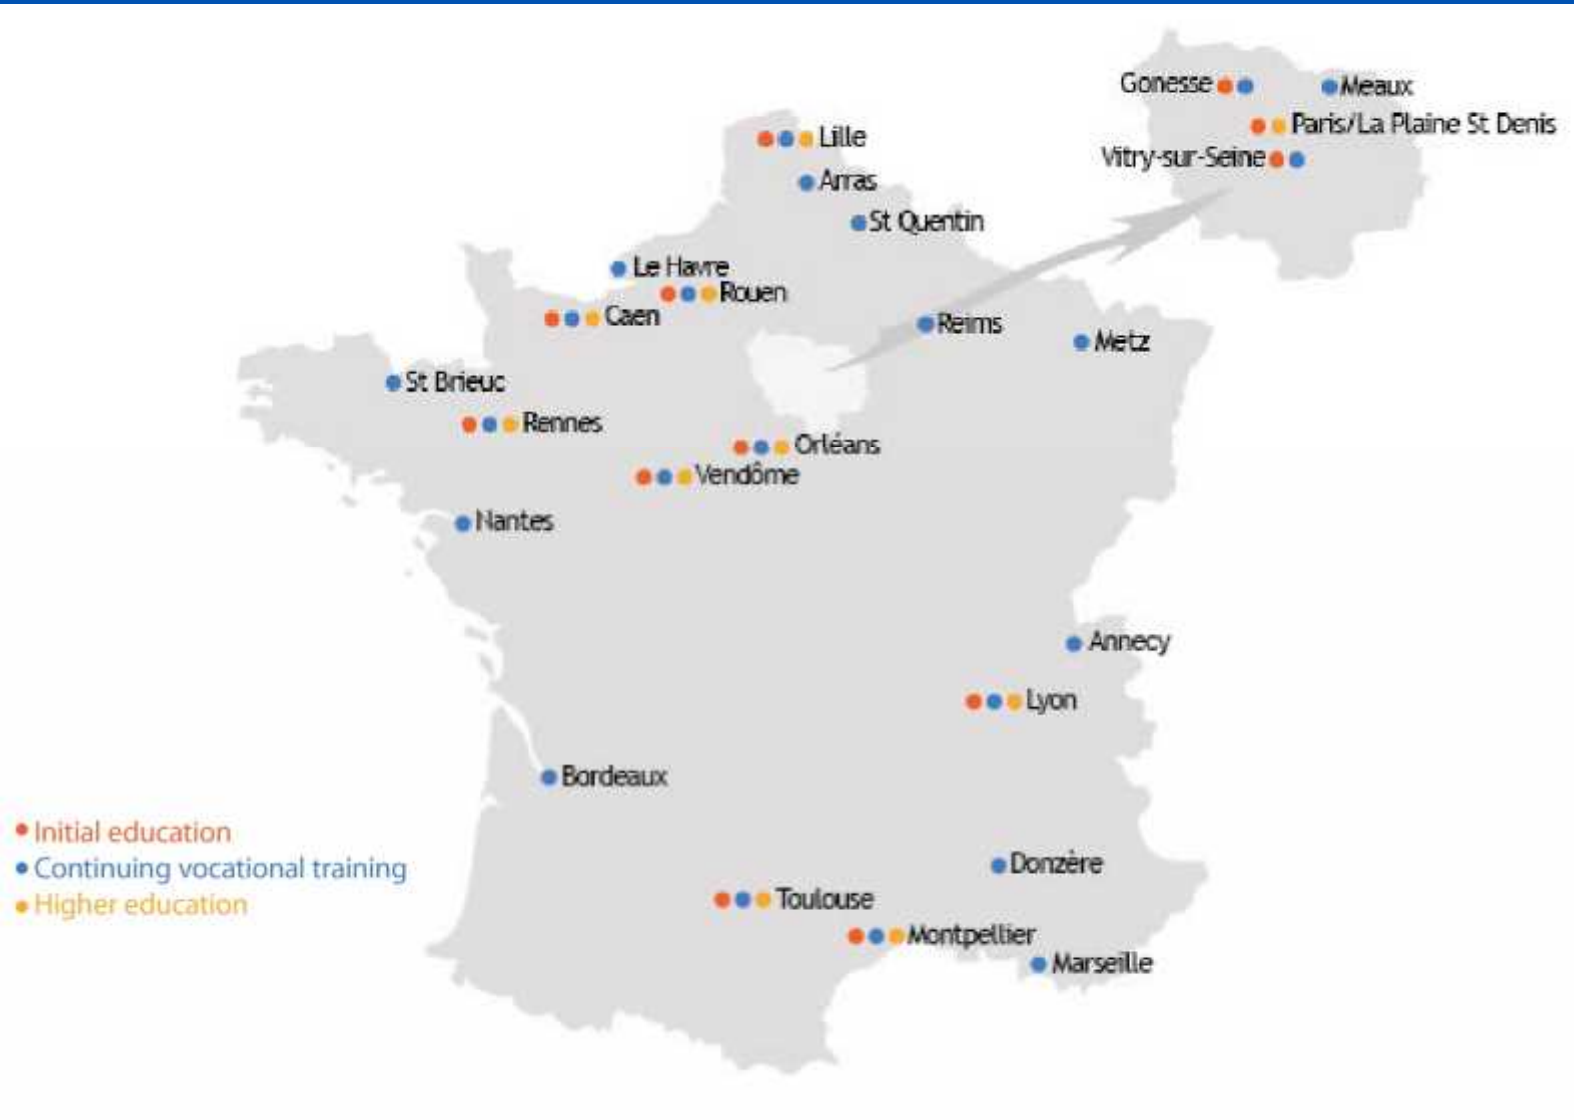 Gonesse
Meaux
Paris/La Plaine St Denis
Vitry-sur-Seine
Lille
Arras
St Quentin
Le Havre
Rouen
Caen
Reims
Metz
St Brieuc
Rennes
Orléans
Vendôme
Nantes
Annecy
Lyon
Bordeaux
Initial education
Continuing vocational training
Higher education
Donzère
Toulouse
Montpellier
Marseille